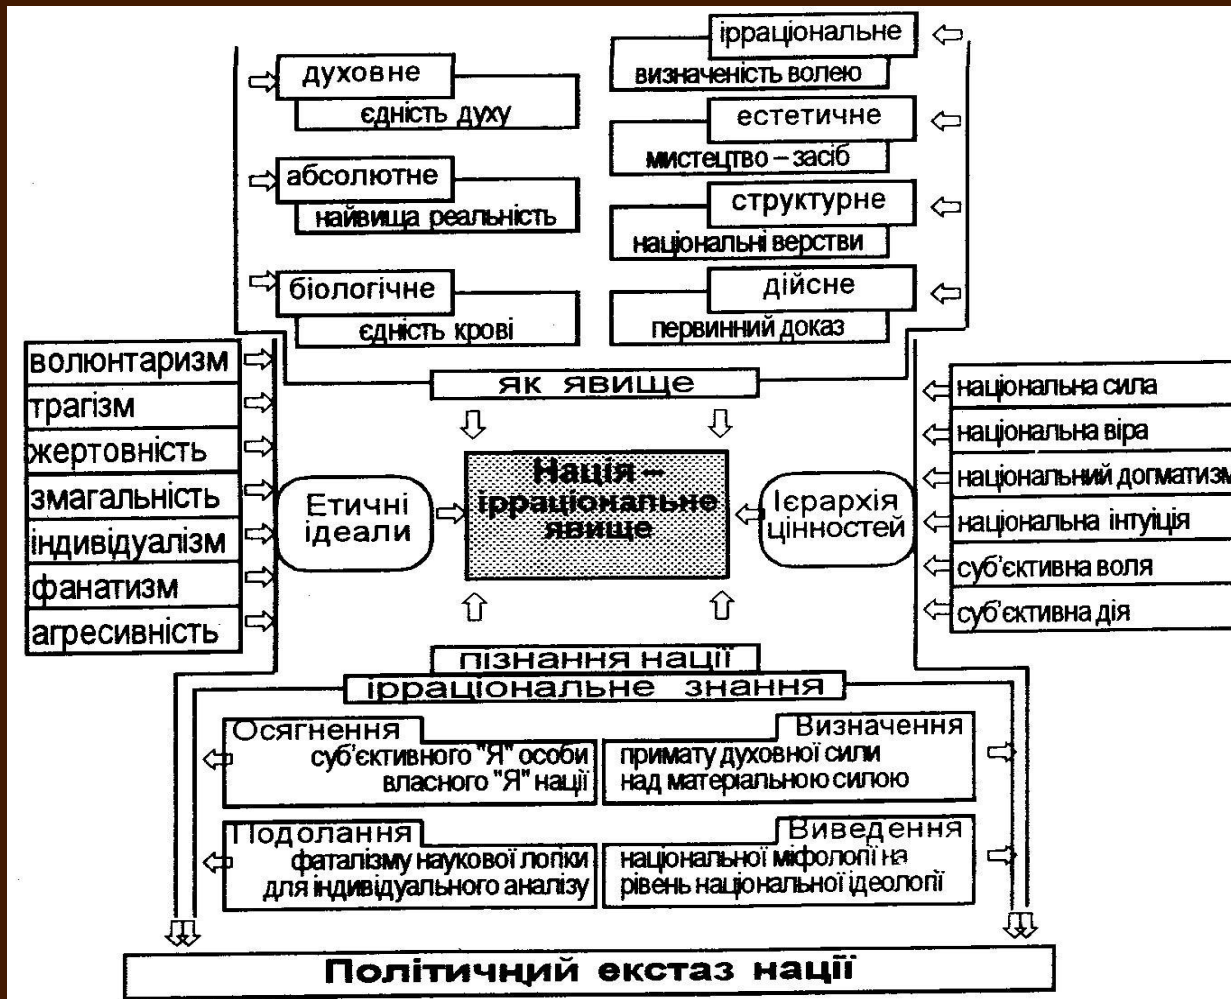 духовне
єдність духу
абсолютне
найвища реальність
біологічне
єдність крові
ірраціональне
визначеність волею
естетичне
мистецтво – засіб
структурне
національні верстви
дійсне
первинний доказ
як явище
волюнтаризм
трагізм
жертовність
змагальність
індивідуалізм
фанатизм
агресивність
Етичні
ідеали
Нація –
ірраціональне
явище
Ієрархія
цінностей
національна сила
національна віра
національний догматизм
національна інтуїція
суб'єктивна воля
суб'єктивна дія
пізнання нації
ірраціональне знання
Осягнення
суб'єктивного "Я" особи
власного "Я" нації
Визначення
примату духовної сили
над матеріальною силою
Подолання
фаталізму наукової логіки
для індивідуального аналізу
Виведення
національної міфології на
рівень національної ідеології
Політичний екстаз нації